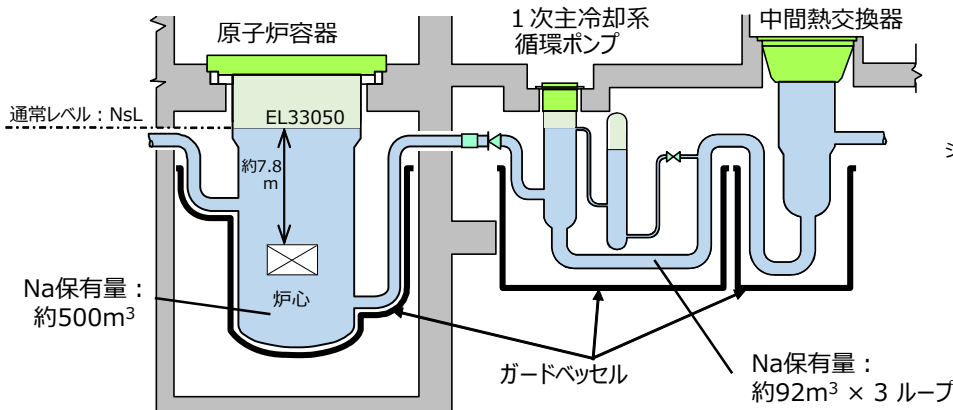 原子炉容器
1次主冷却系
循環ポンプ
中間熱交換器
通常レベル：NsL
EL33050
約7.8
m
炉心
Na保有量：
約500m³
ガードベッセル
Na保有量：
約92m³ × 3 ループ